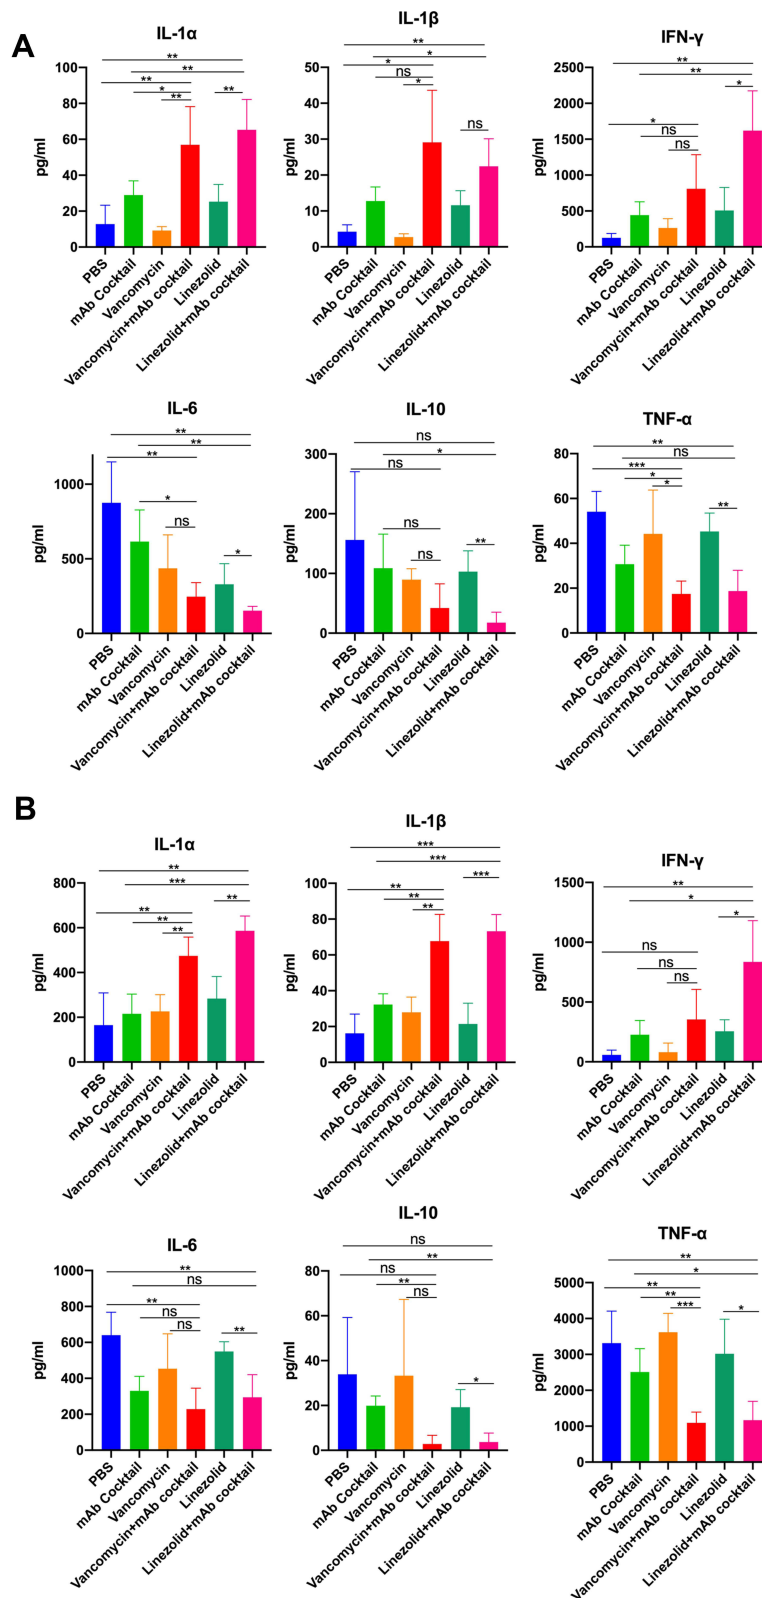 A
IL-1α
pg/ml
100
80
60
40
20
0
**
**
**
*
**
**
PBS
mAb Cocktail
Vancomycin
Vancomycin+mAb cocktail
Linezolid
Linezolid+mAb cocktail
IL-1β
pg/ml
50
40
30
20
10
0
**
*
*
ns
*
ns
PBS
mAb Cocktail
Vancomycin
Vancomycin+mAb cocktail
Linezolid
Linezolid+mAb cocktail
IFN-γ
pg/ml
2500
2000
1500
1000
500
0
**
**
*
*
ns
ns
PBS
mAb Cocktail
Vancomycin
Vancomycin+mAb cocktail
Linezolid
Linezolid+mAb cocktail
IL-6
pg/ml
1000
500
0
**
**
**
*
ns
*
PBS
mAb Cocktail
Vancomycin
Vancomycin+mAb cocktail
Linezolid
Linezolid+mAb cocktail
IL-10
pg/ml
300
200
100
0
ns
*
ns
ns
**
ns
PBS
mAb Cocktail
Vancomycin
Vancomycin+mAb cocktail
Linezolid
Linezolid+mAb cocktail
TNF-α
pg/ml
60
40
20
0
**
ns
***
*
*
**
PBS
mAb Cocktail
Vancomycin
Vancomycin+mAb cocktail
Linezolid
Linezolid+mAb cocktail
B
IL-1α
pg/ml
800
600
400
200
0
**
***
**
**
**
**
PBS
mAb Cocktail
Vancomycin
Vancomycin+mAb cocktail
Linezolid
Linezolid+mAb cocktail
IL-1β
pg/ml
100
80
60
40
20
0
***
***
**
***
**
**
PBS
mAb Cocktail
Vancomycin
Vancomycin+mAb cocktail
Linezolid
Linezolid+mAb cocktail
IFN-γ
pg/ml
1500
1000
500
0
**
*
*
ns
ns
ns
PBS
mAb Cocktail
Vancomycin
Vancomycin+mAb cocktail
Linezolid
Linezolid+mAb cocktail
IL-6
pg/ml
1000
800
600
400
200
0
**
ns
**
ns
ns
**
PBS
mAb Cocktail
Vancomycin
Vancomycin+mAb cocktail
Linezolid
Linezolid+mAb cocktail
IL-10
pg/ml
80
60
40
20
0
ns
**
ns
**
ns
*
PBS
mAb Cocktail
Vancomycin
Vancomycin+mAb cocktail
Linezolid
Linezolid+mAb cocktail
TNF-α
pg/ml
5000
4000
3000
2000
1000
0
**
*
**
**
***
*
PBS
mAb Cocktail
Vancomycin
Vancomycin+mAb cocktail
Linezolid
Linezolid+mAb cocktail